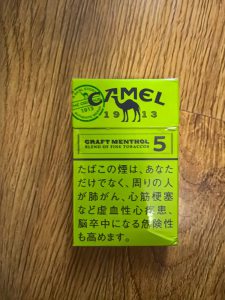 CAMEL
1913
CRAFT MENTHOL 5
BLEND OF FINE TOBACCOS
たばこの煙は、あなた
だけでなく、周りの人
が肺がん、心筋梗塞
など虚血性心疾患、
脳卒中になる危険性
も高めます。